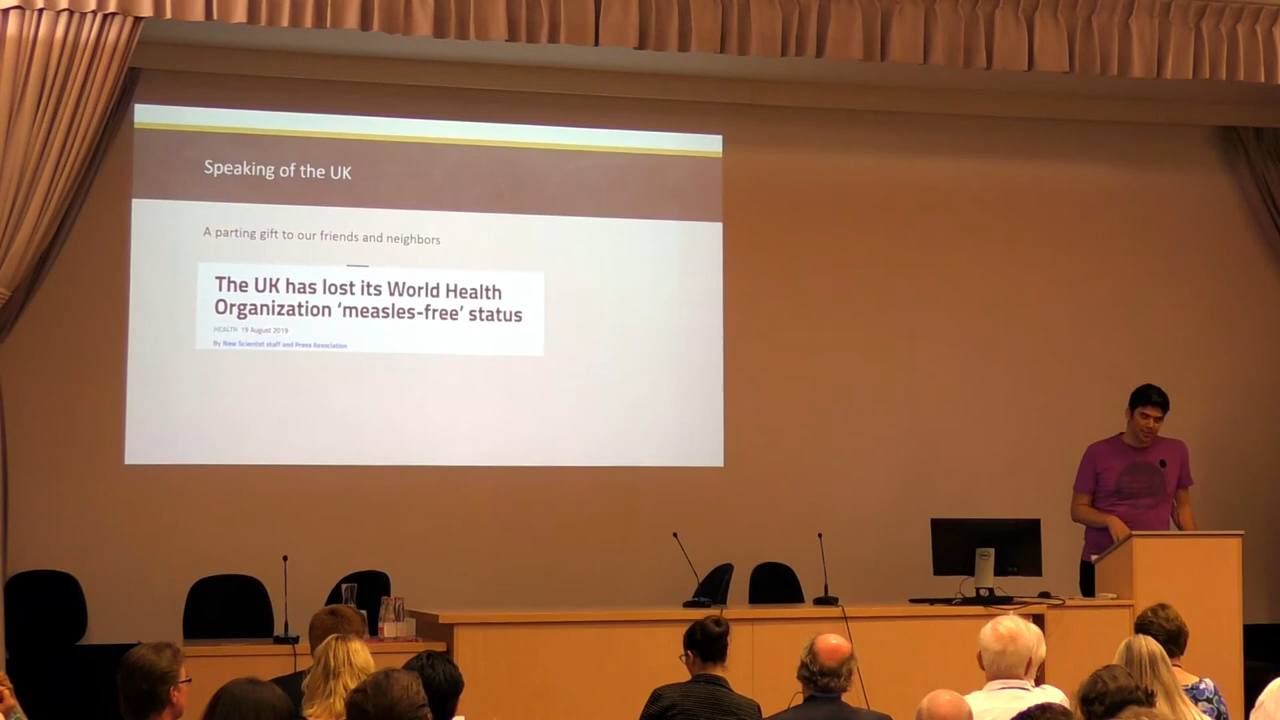 Speaking of the UK
A parting gift to our friends and neighbors
The UK has lost its World Health
Organization ‘measles-free’ status
HEALTH 19 August 2019
By New Scientist staff and Press Association